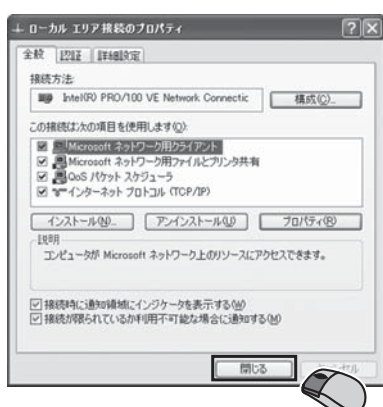 ローカル エリア接続のプロパティ
全般 認証 詳細設定
接続方法:
Intel(R) PRO/100 VE Network Connectic
構成(C)...
この接続は次の項目を使用します(O):
Microsoft ネットワーク用クライアント
Microsoft ネットワーク用ファイルとプリンタ共有
QoS パケット スケジューラ
インターネット プロトコル (TCP/IP)
インストール(N)... アンインストール(U) プロパティ(R)
説明
コンピュータが Microsoft ネットワーク上のリソースにアクセスできます。
接続時に通知領域にインジケータを表示する(W)
接続が限られているか利用不可能な場合に通知する(M)
閉じる